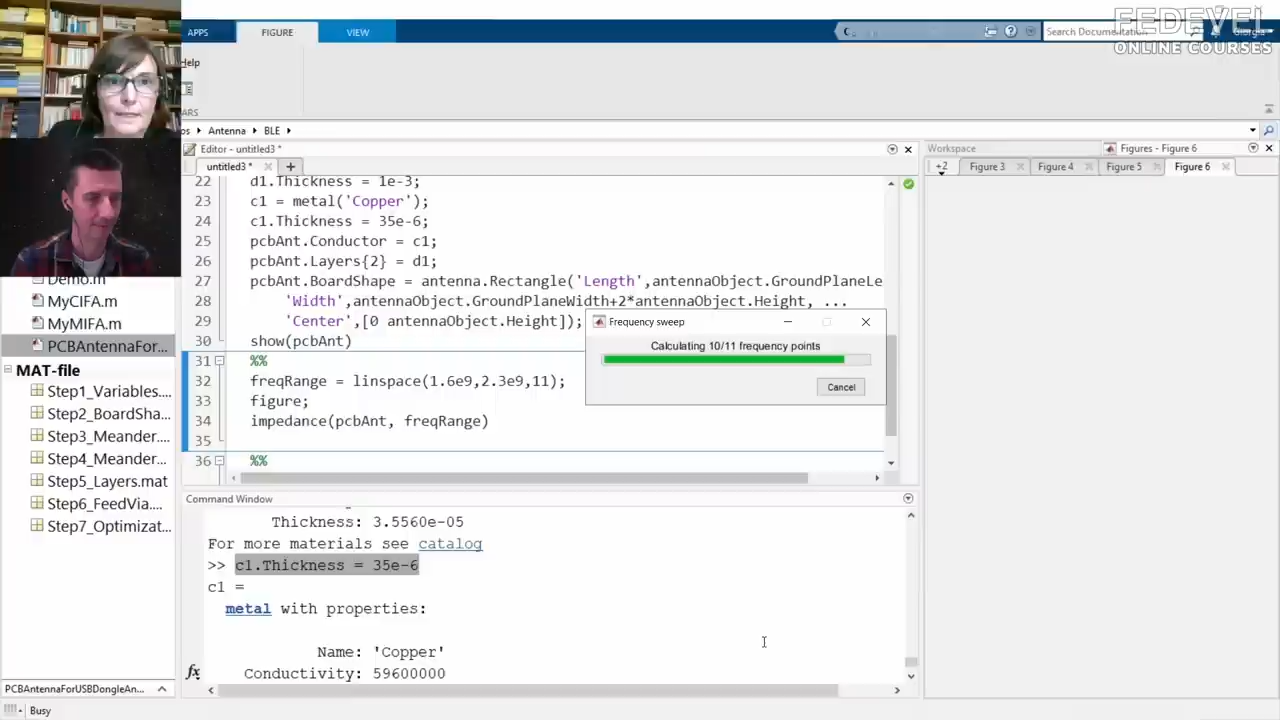 FEDEVEL
ONLINE COURSES
APPS
FIGURE
VIEW
Search Documentation
Help
Antenna
BLE
Editor - untitled3 *
Workspace
Figures - Figure 6
untitled3 *
+2
Figure 3
Figure 4
Figure 5
Figure 6
22 d1.Thickness = 1e-3;
23 c1 = metal('Copper');
24 c1.Thickness = 35e-6;
25 pcbAnt.Conductor = c1;
26 pcbAnt.Layers{2} = d1;
27 pcbAnt.BoardShape = antenna.Rectangle('Length',antennaObject.GroundPlaneLe
28 'Width',antennaObject.GroundPlaneWidth+2*antennaObject.Height, ...
29 'Center',[0 antennaObject.Height]);
30 show(pcbAnt)
31 %%
32 freqRange = linspace(1.6e9,2.3e9,11);
33 figure;
34 impedance(pcbAnt, freqRange)
35
36 %%
Frequency sweep
Calculating 10/11 frequency points
Cancel
Demo.m
MyCIFA.m
MyMIFA.m
PCBAntennaFor...
MAT-file
Step1_Variables....
Step2_BoardSha...
Step3_Meander....
Step4_Meander...
Step5_Layers.mat
Step6_FeedVia....
Step7_Optimizat...
PCBAntennaForUSBDongleAn...
Busy
Command Window
Thickness: 3.5560e-05
For more materials see catalog
>> c1.Thickness = 35e-6
c1 =
metal with properties:
Name: 'Copper'
Conductivity: 59600000
fx